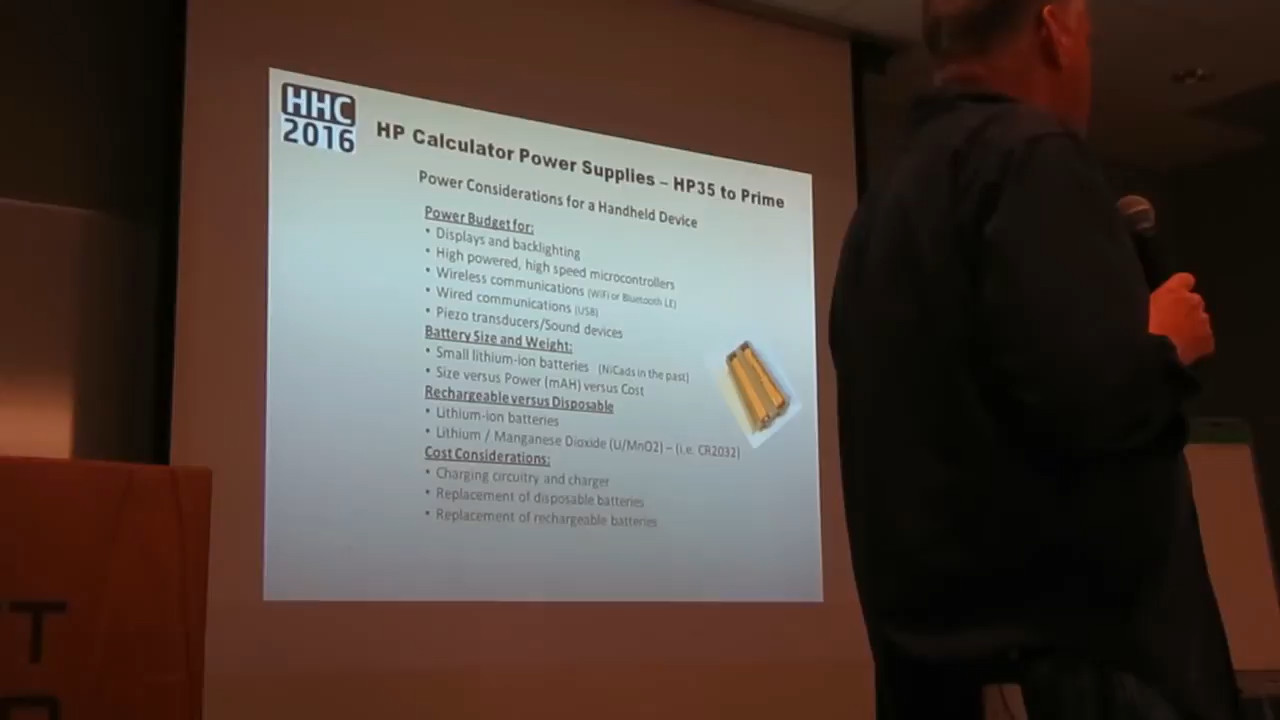 HHC
2016
HP Calculator Power Supplies – HP35 to Prime
Power Considerations for a Handheld Device
Power Budget for:
• Displays and backlighting
• High powered, high speed microcontrollers
• Wireless communications (WiFi or Bluetooth LE)
• Wired communications (USB)
• Piezo transducers/Sound devices
Battery Size and Weight:
• Small lithium-ion batteries (NiCads in the past)
• Size versus Power (mAH) versus Cost
Rechargeable versus Disposable
• Lithium-ion batteries
• Lithium / Manganese Dioxide (Li/MnO2) – (i.e. CR2032)
Cost Considerations:
• Charging circuitry and charger
• Replacement of disposable batteries
• Replacement of rechargeable batteries
T